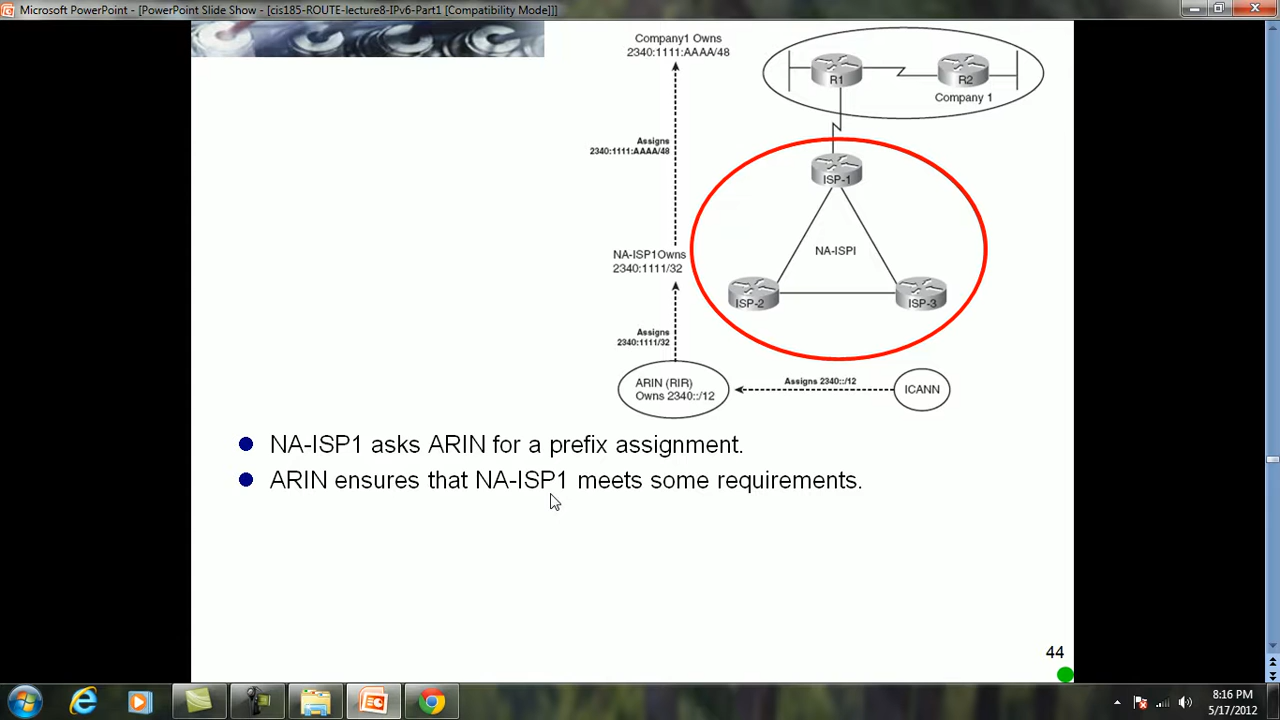 Microsoft PowerPoint - [PowerPoint Slide Show - [cis185-ROUTE-lecture8-IPv6-Part1 [Compatibility Mode]]]
Company1 Owns
2340:1111:AAAA/48
R1
R2
Company 1
Assigns
2340:1111:AAAA/48
ISP-1
NA-ISP1Owns
2340:1111/32
NA-ISPI
ISP-2
ISP-3
Assigns
2340:1111/32
ARIN (RIR)
Owns 2340::/12
Assigns 2340::/12
ICANN
NA-ISP1 asks ARIN for a prefix assignment.
ARIN ensures that NA-ISP1 meets some requirements.
44
8:16 PM
5/17/2012